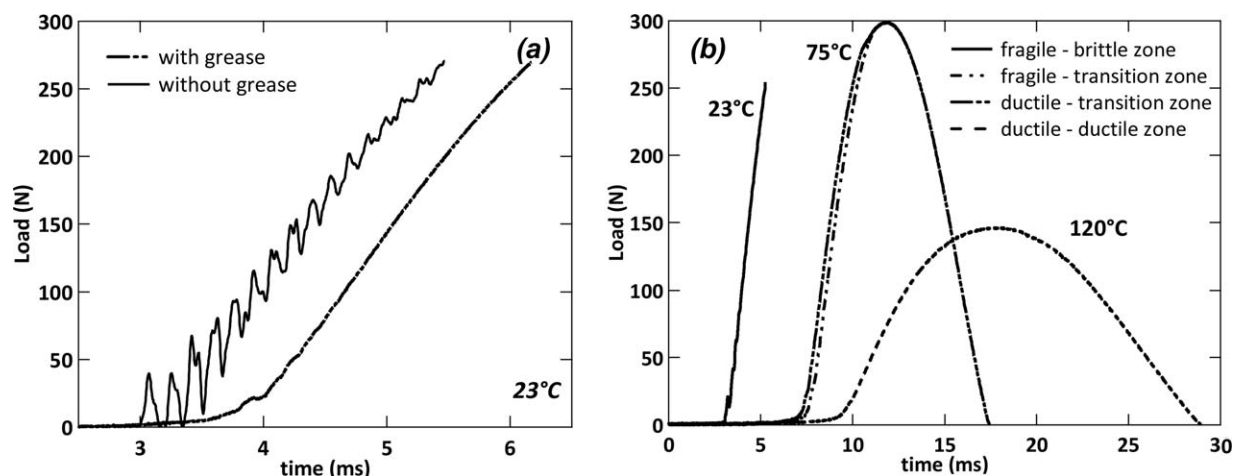 300
250
200
150
100
50
0
Load (N)
with grease
without grease
(a)
23°C
3
4
5
6
time (ms)
300
250
200
150
100
50
0
Load (N)
(b)
75°C
23°C
120°C
fragile - brittle zone
fragile - transition zone
ductile - transition zone
ductile - ductile zone
0
5
10
15
20
25
30
time (ms)